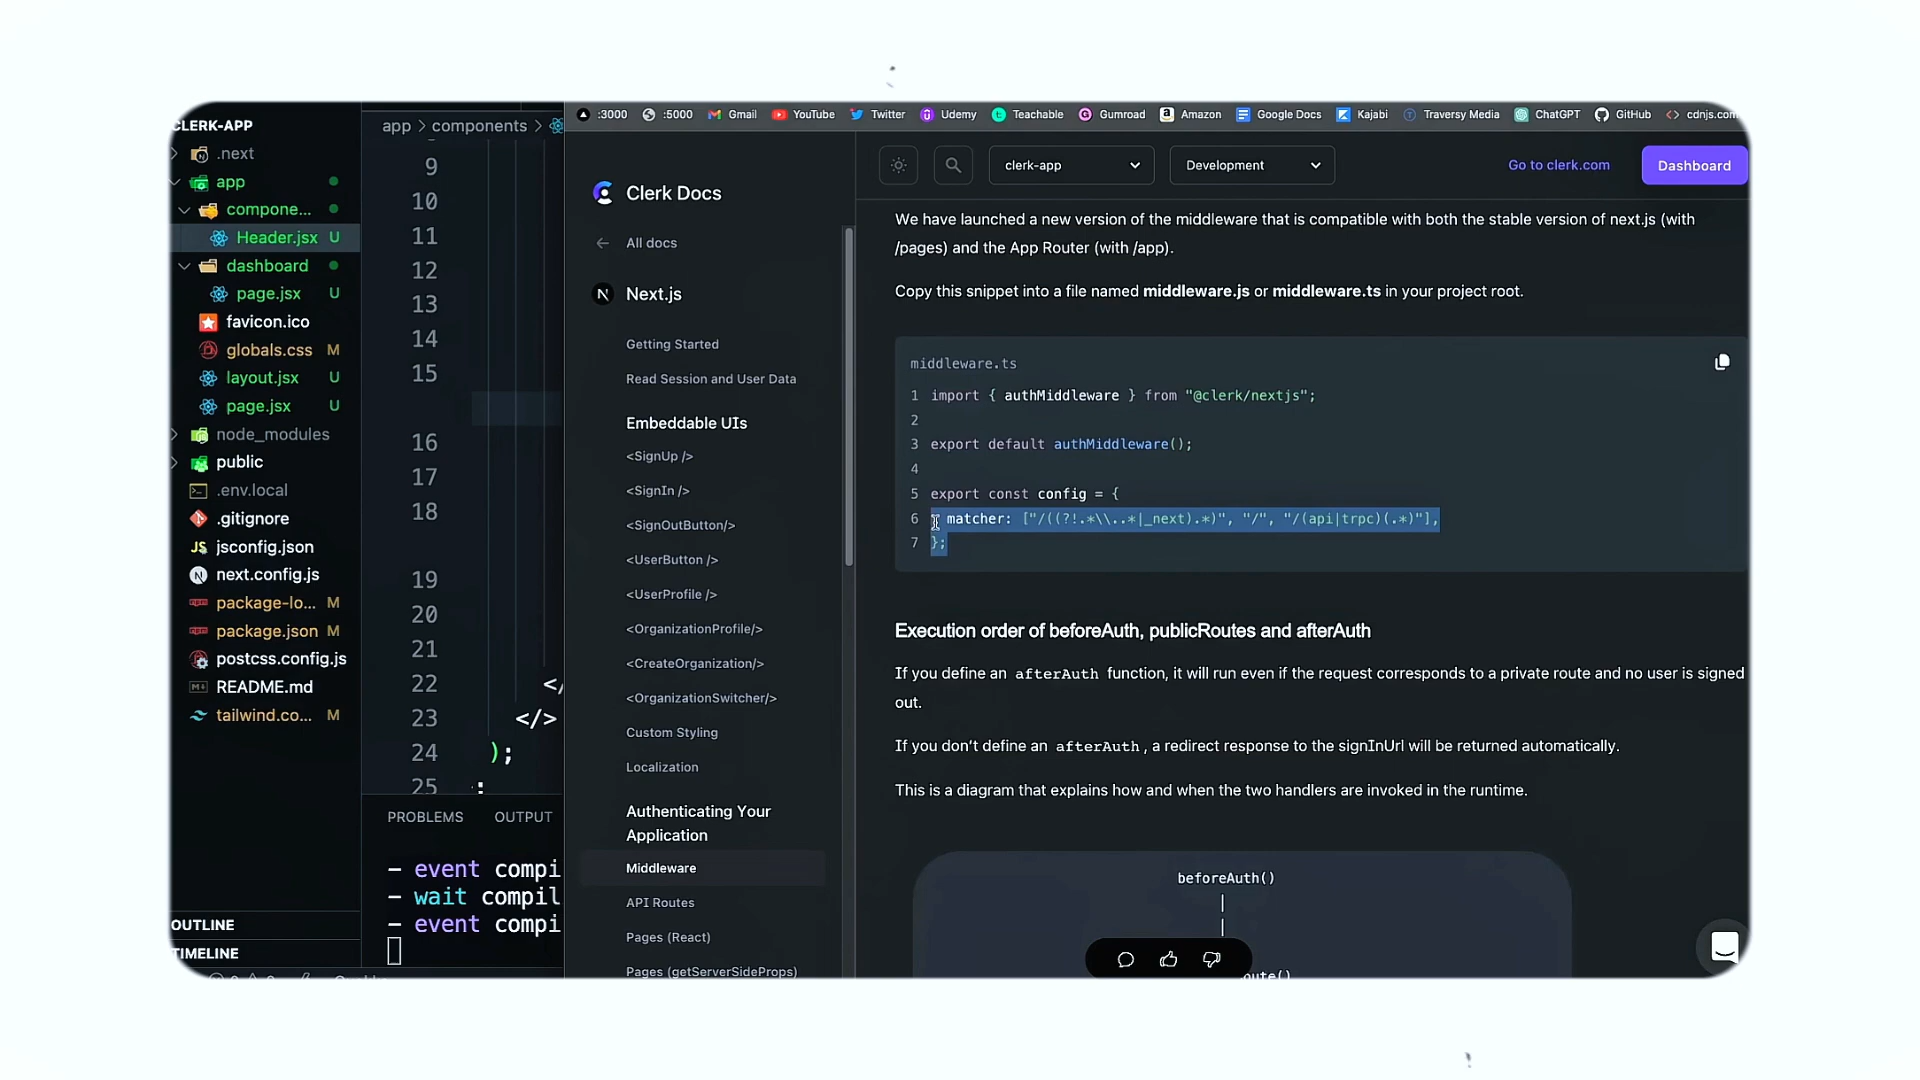 CLERK-APP
.next
app
compone...
Header.jsx U
dashboard
page.jsx U
favicon.ico
globals.css M
layout.jsx U
page.jsx U
node_modules
public
.env.local
.gitignore
JS jsconfig.json
next.config.js
package-lo... M
package.json M
postcss.config.js
README.md
tailwind.co... M
OUTLINE
TIMELINE
app > components >
9
10
11
12
13
14
15
16
17
18
19
20
21
22 </
23 </>
24 );
25
PROBLEMS OUTPUT
- event compi
- wait compil
- event compi
:3000 :5000 Gmail YouTube Twitter Udemy Teachable Gumroad Amazon Google Docs Kajabi Traversy Media ChatGPT GitHub cdnjs.com
Clerk Docs
← All docs
N Next.js
Getting Started
Read Session and User Data
Embeddable UIs
<SignUp />
<SignIn />
<SignOutButton/>
<UserButton />
<UserProfile />
<OrganizationProfile/>
<CreateOrganization/>
<OrganizationSwitcher/>
Custom Styling
Localization
Authenticating Your
Application
Middleware
API Routes
Pages (React)
Pages (getServerSideProps)
clerk-app Development Go to clerk.com Dashboard
We have launched a new version of the middleware that is compatible with both the stable version of next.js (with
/pages) and the App Router (with /app).
Copy this snippet into a file named middleware.js or middleware.ts in your project root.
middleware.ts
1 import { authMiddleware } from "@clerk/nextjs";
2
3 export default authMiddleware();
4
5 export const config = {
6 matcher: ["/((?!.*\\..*|_next).*)", "/", "/(api|trpc)(.*)"],
7 };
Execution order of beforeAuth, publicRoutes and afterAuth
If you define an afterAuth function, it will run even if the request corresponds to a private route and no user is signed
out.
If you don't define an afterAuth, a redirect response to the signInUrl will be returned automatically.
This is a diagram that explains how and when the two handlers are invoked in the runtime.
beforeAuth()
|
|